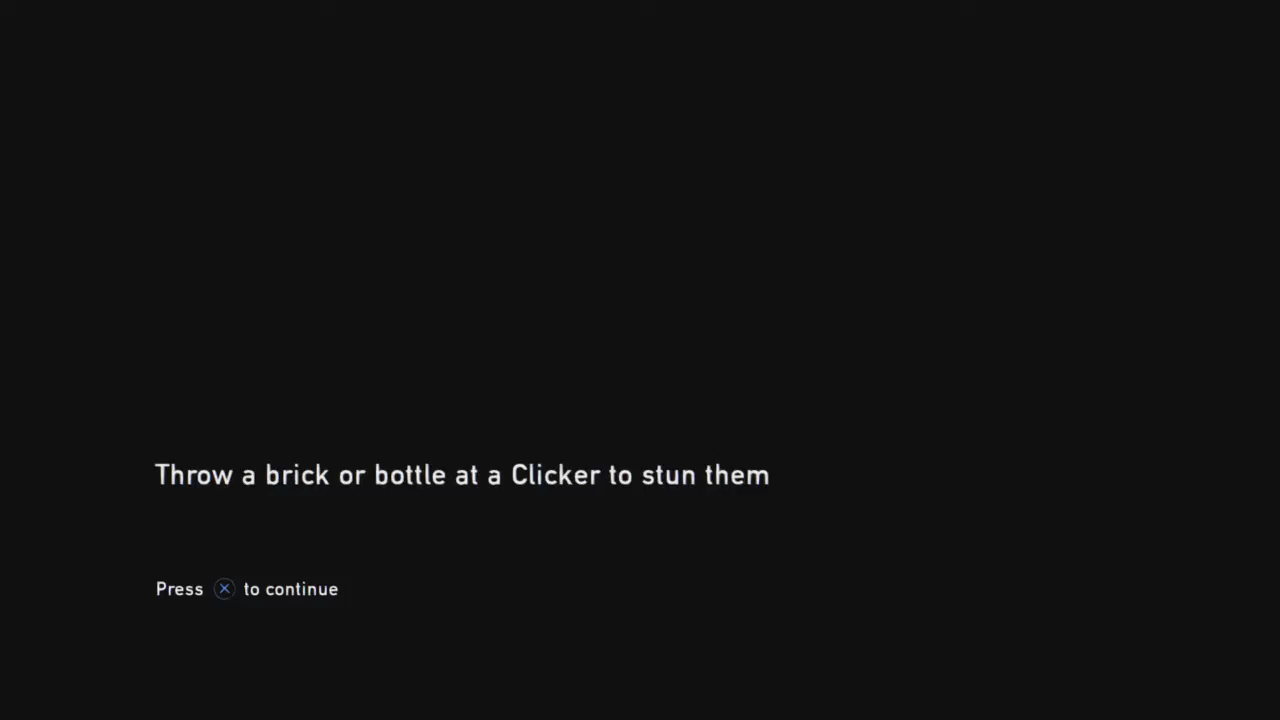 Throw a brick or bottle at a Clicker to stun them
Press ⓧ to continue